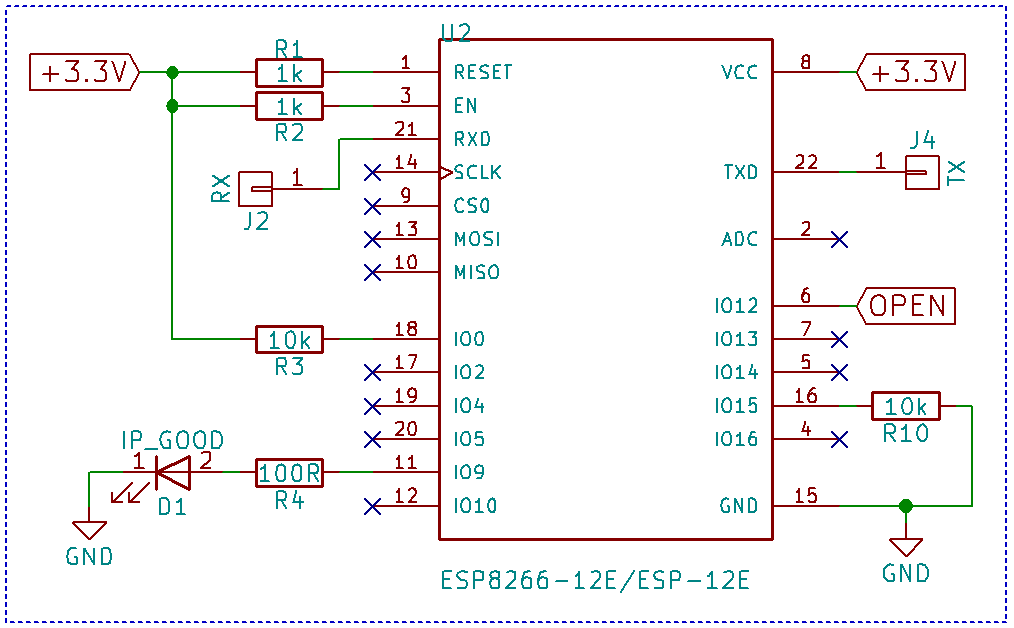 U2
+3.3V
R1
1k
1
RESET
VCC
8
+3.3V
1k
R2
3
EN
21
RXD
J4
RX
1
J2
14
SCLK
TXD
22
1
TX
9
CS0
13
MOSI
ADC
2
10
MISO
IO12
6
OPEN
10k
R3
18
IO0
IO13
7
17
IO2
IO14
5
19
IO4
IO15
16
10k
R10
20
IO5
IO16
4
IP_GOOD
1
2
D1
100R
R4
11
IO9
12
IO10
GND
15
GND
GND
ESP8266-12E/ESP-12E